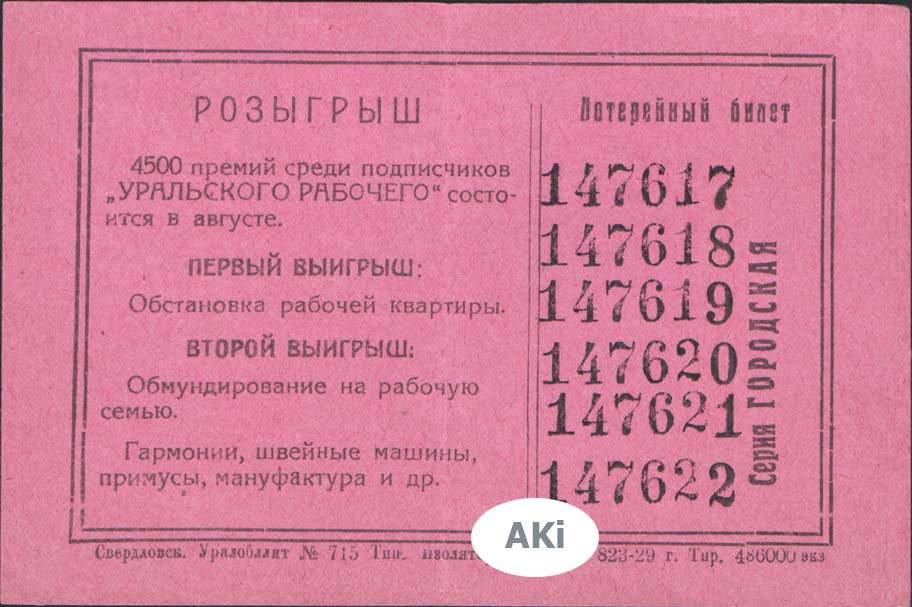 РОЗЫГРЫШ
4500 премий среди подписчиков
„УРАЛЬСКОГО РАБОЧЕГО“ состо-
ится в августе.
ПЕРВЫЙ ВЫИГРЫШ:
Обстановка рабочей квартиры.
ВТОРОЙ ВЫИГРЫШ:
Обмундирование на рабочую
семью.
Гармонии, швейные машины,
примусы, мануфактура и др.
Лотерейный билет
147617
147618
147619
147620
147621
147622
Серия ГОРОДСКАЯ
Свердловск. Уралобллит № 715 Тип. 823-29 г. Тир. 486000 экз
AKi